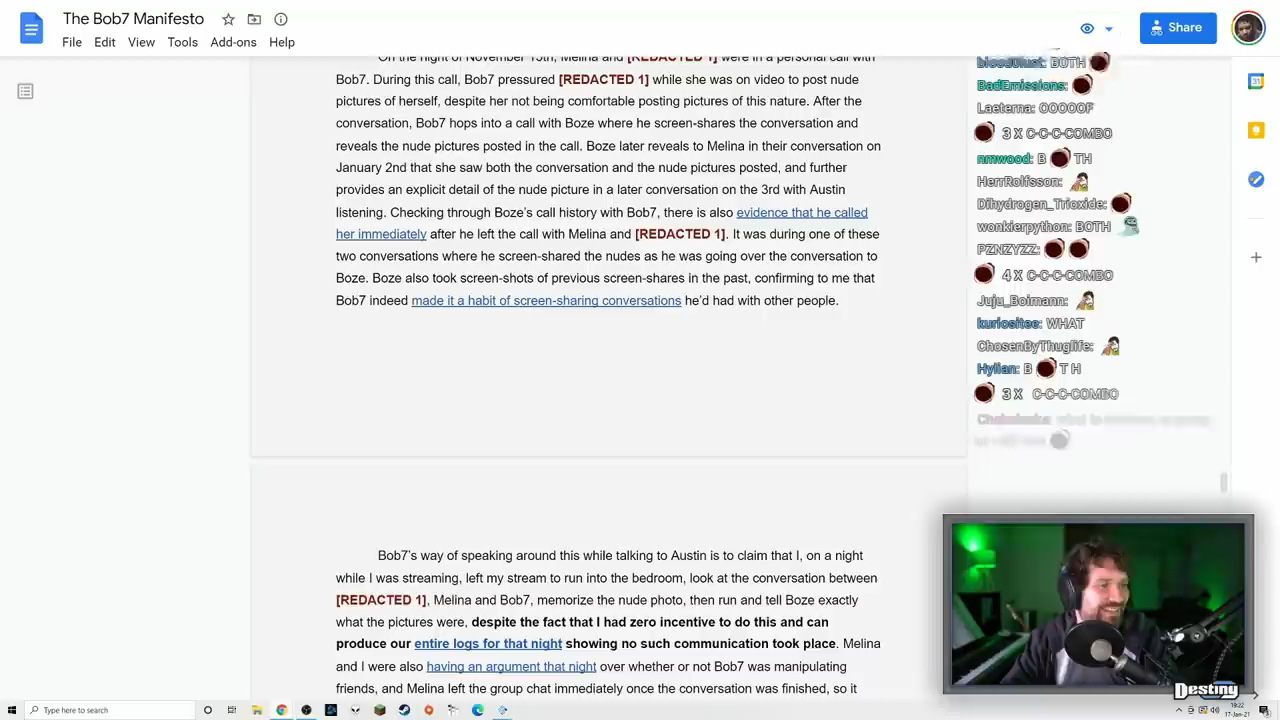 The Bob7 Manifesto
File Edit View Tools Add-ons Help
Share
On the night of November 15th, Melina and [REDACTED 1] were in a personal call with
Bob7. During this call, Bob7 pressured [REDACTED 1] while she was on video to post nude
pictures of herself, despite her not being comfortable posting pictures of this nature. After the
conversation, Bob7 hops into a call with Boze where he screen-shares the conversation and
reveals the nude pictures posted in the call. Boze later reveals to Melina in their conversation on
January 2nd that she saw both the conversation and the nude pictures posted, and further
provides an explicit detail of the nude picture in a later conversation on the 3rd with Austin
listening. Checking through Boze's call history with Bob7, there is also evidence that he called
her immediately after he left the call with Melina and [REDACTED 1]. It was during one of these
two conversations where he screen-shared the nudes as he was going over the conversation to
Boze. Boze also took screen-shots of previous screen-shares in the past, confirming to me that
Bob7 indeed made it a habit of screen-sharing conversations he'd had with other people.
Bob7's way of speaking around this while talking to Austin is to claim that I, on a night
while I was streaming, left my stream to run into the bedroom, look at the conversation between
[REDACTED 1], Melina and Bob7, memorize the nude photo, then run and tell Boze exactly
what the pictures were, despite the fact that I had zero incentive to do this and can
produce our entire logs for that night showing no such communication took place. Melina
and I were also having an argument that night over whether or not Bob7 was manipulating
friends, and Melina left the group chat immediately once the conversation was finished, so it
bloodlust: BOTH
BadEmissions:
Laeterna: OOOOOF
3 X C-C-C-COMBO
nmwood: B TH
HerrRolfsson:
Dihydrogen_Trioxide:
wonkierpython: BOTH
PZNZYZZ:
4 X C-C-C-COMBO
Juju_Boimann:
kuriositee: WHAT
ChosenByThuglife:
Hylian: B T H
3 X C-C-C-COMBO
Destiny
Type here to search
19:22
17-Jan-21